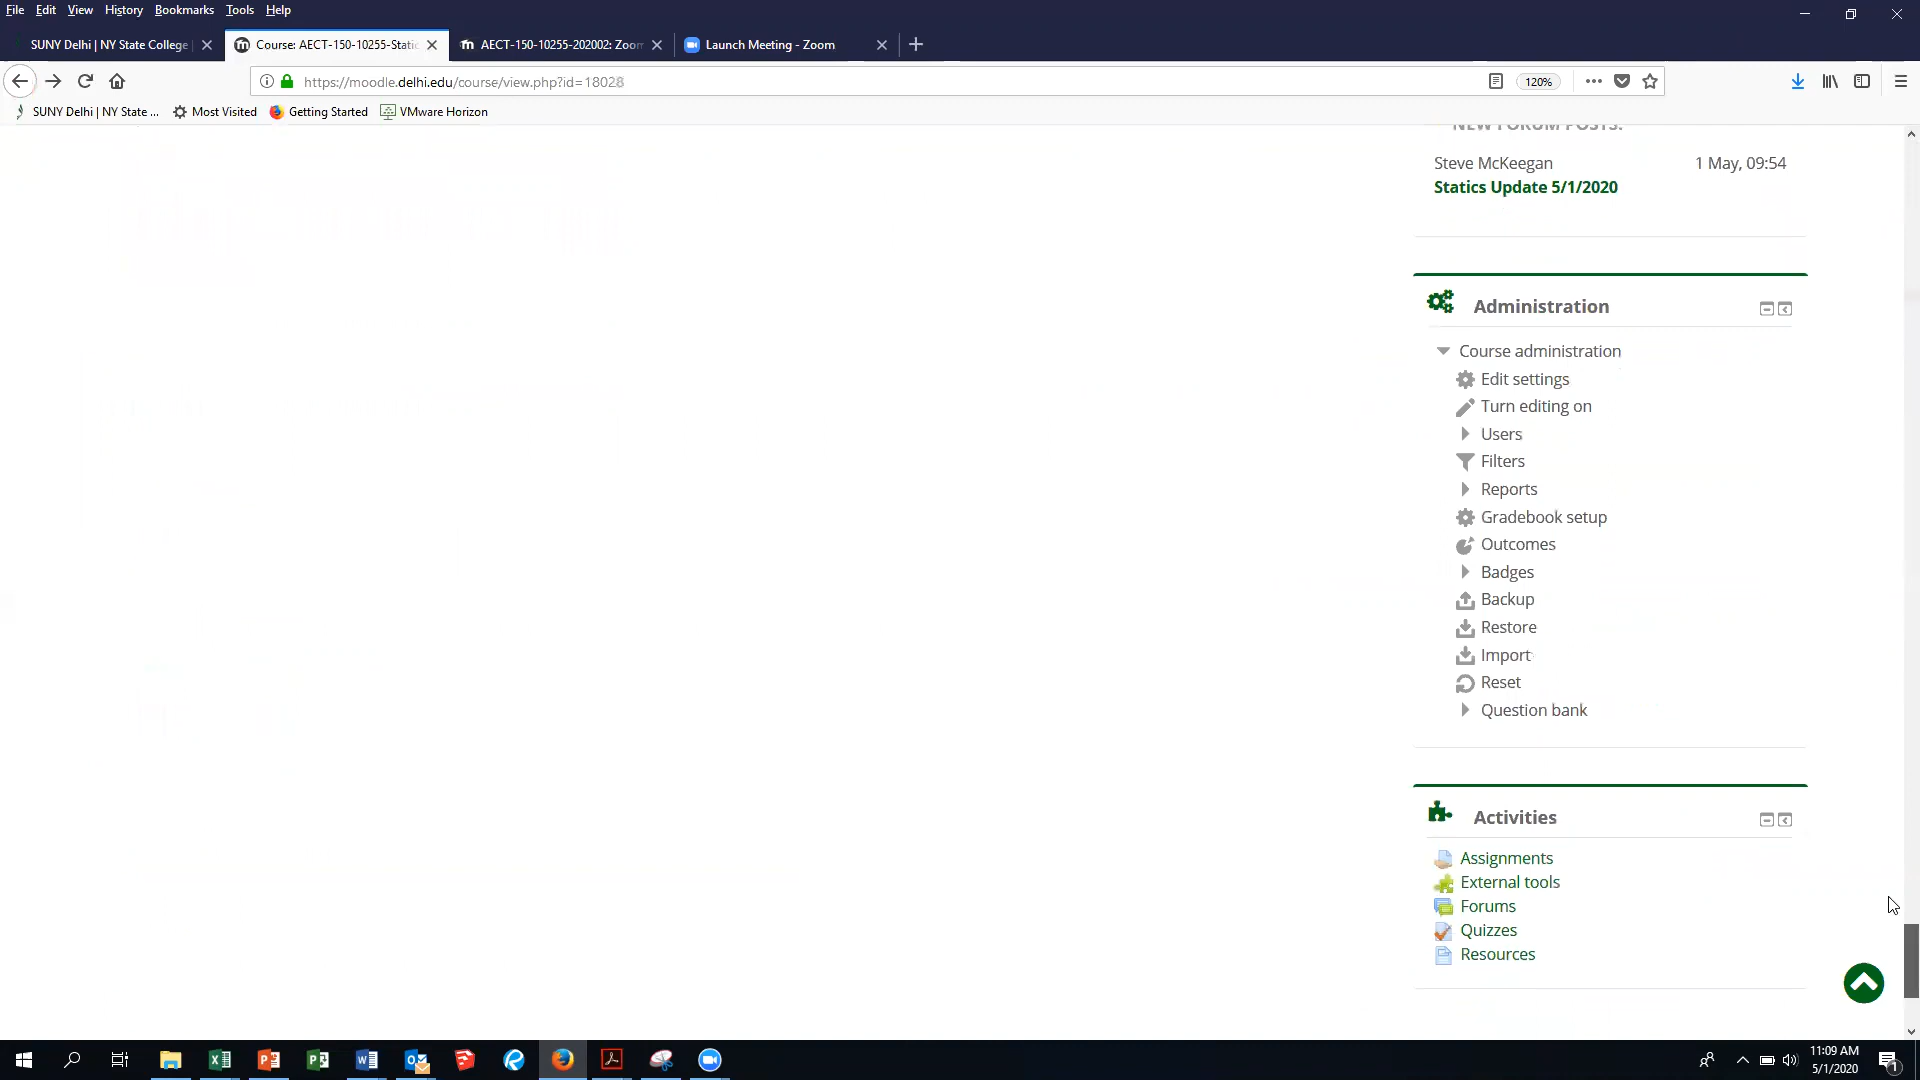 File Edit View History Bookmarks Tools Help
SUNY Delhi | NY State College
Course: AECT-150-10255-Static
AECT-150-10255-202002: Zoom
Launch Meeting - Zoom
https://moodle.delhi.edu/course/view.php?id=18028
120%
SUNY Delhi | NY State ...
Most Visited
Getting Started
VMware Horizon
NEW FORUM POSTS:
Steve McKeegan 1 May, 09:54
Statics Update 5/1/2020
Administration
Course administration
Edit settings
Turn editing on
Users
Filters
Reports
Gradebook setup
Outcomes
Badges
Backup
Restore
Import
Reset
Question bank
Activities
Assignments
External tools
Forums
Quizzes
Resources
11:09 AM
5/1/2020
1